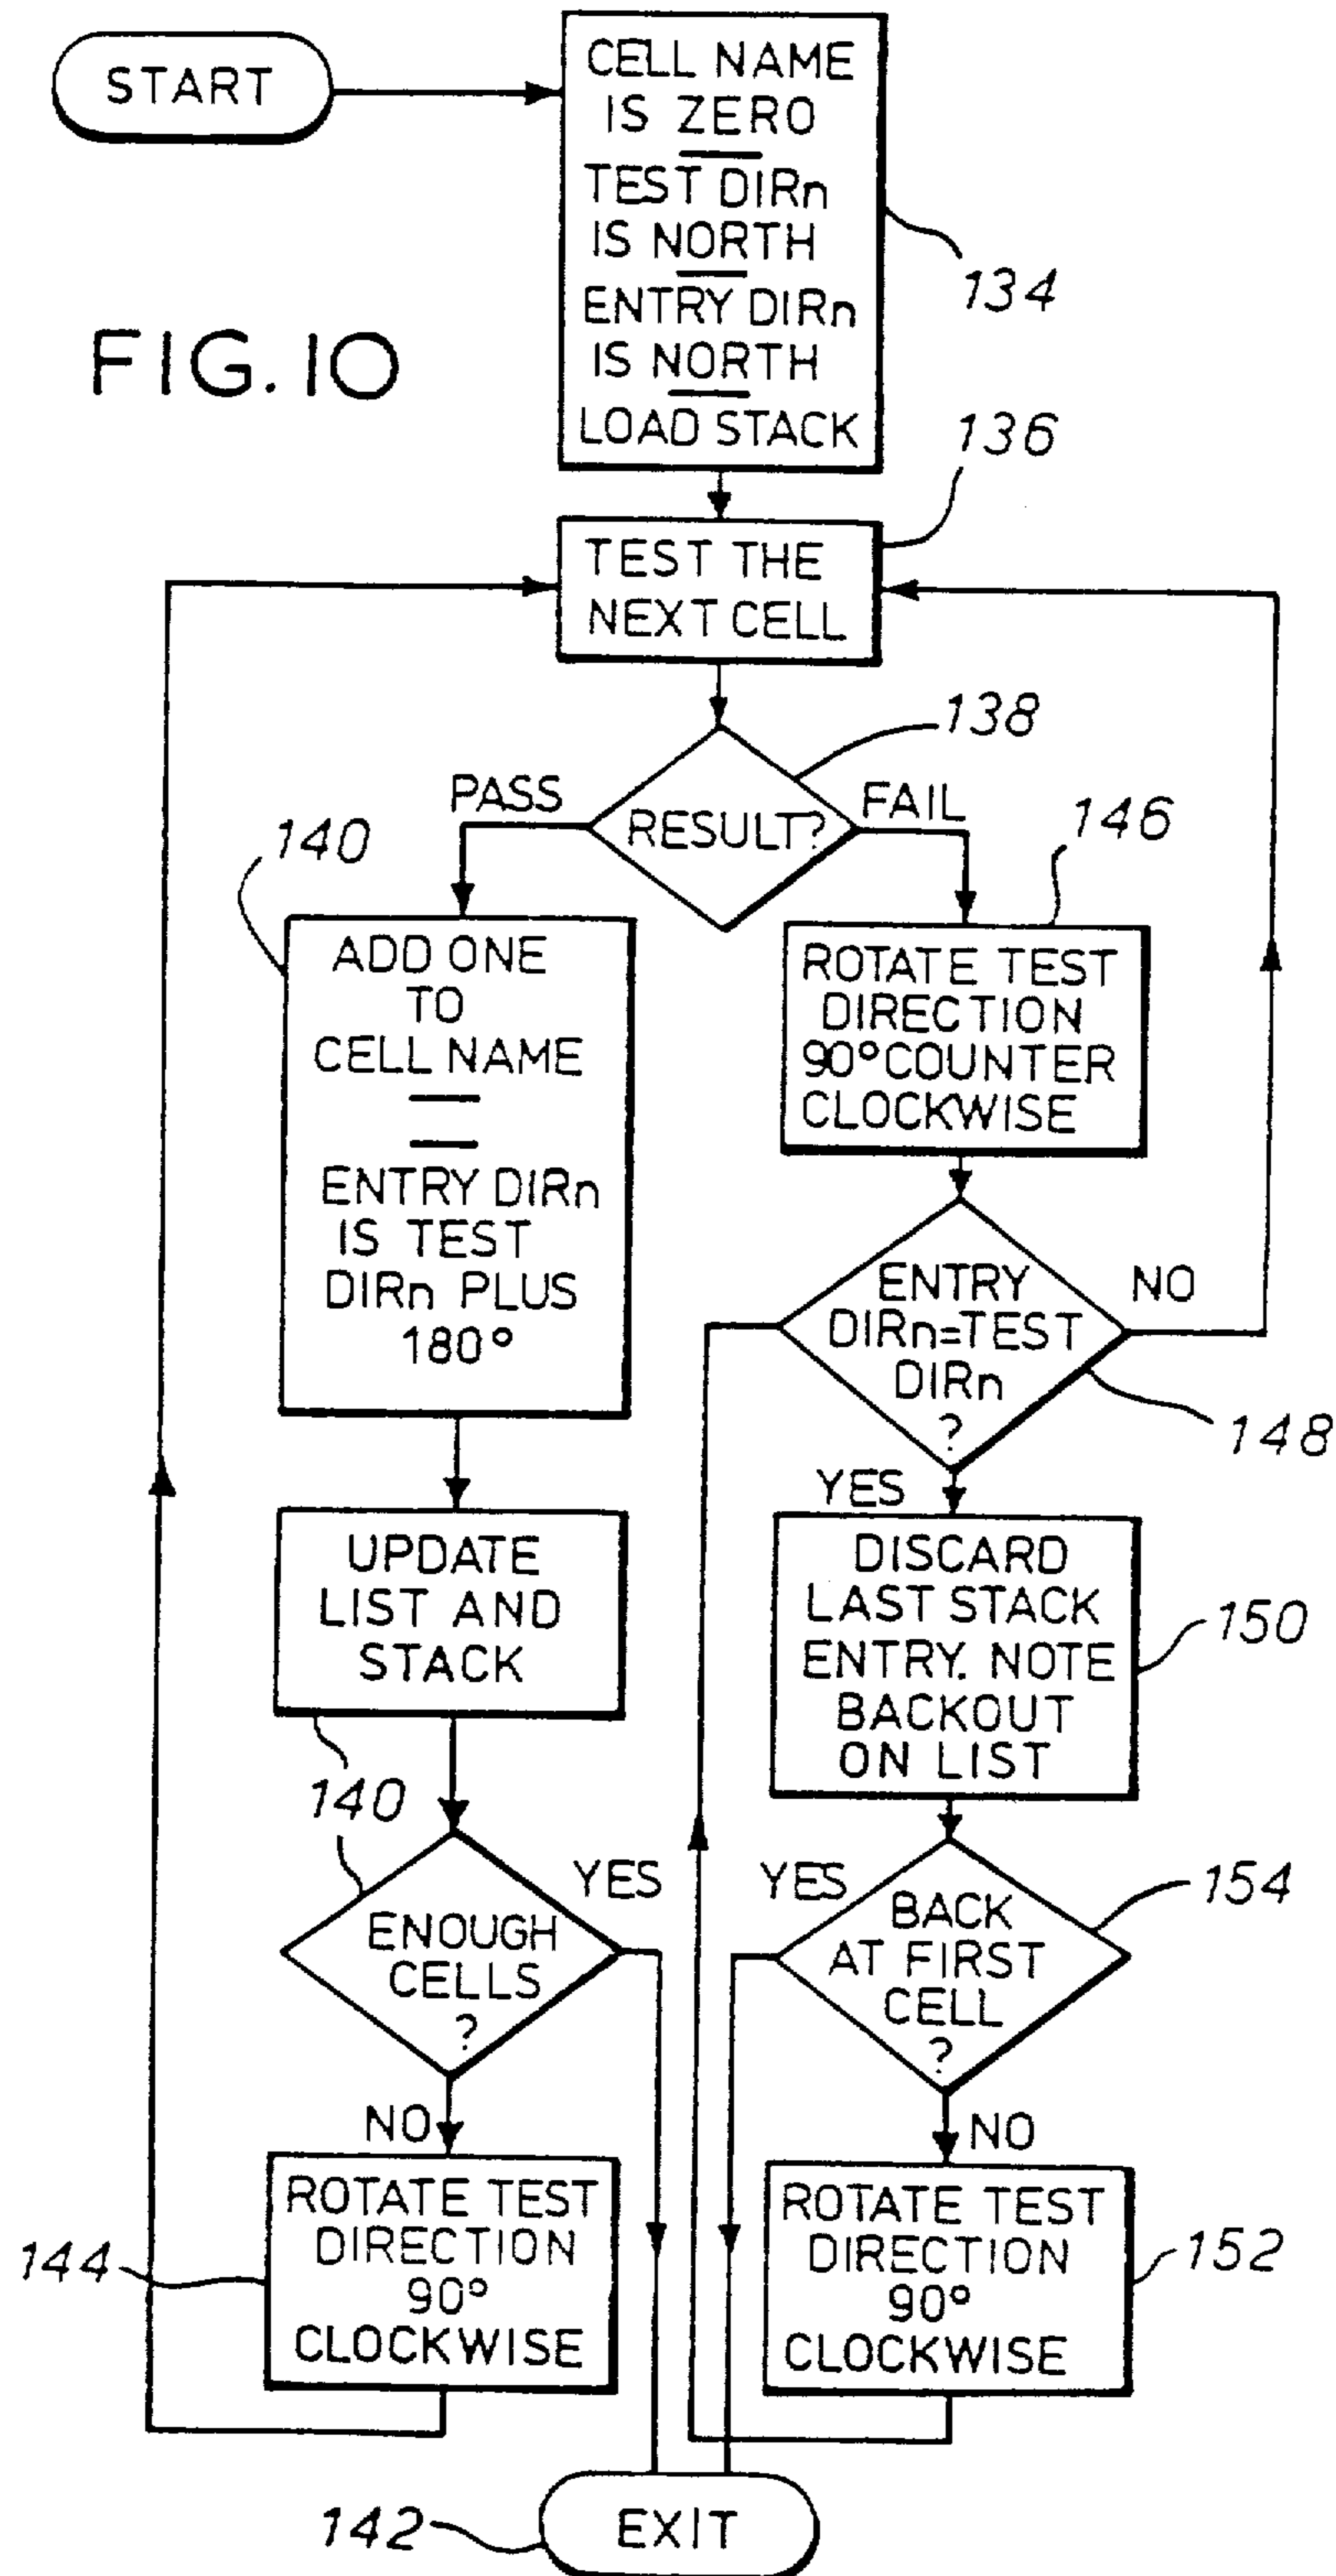 START
CELL NAME
IS ZERO
TEST DIRn
IS NORTH
ENTRY DIRn
IS NORTH
LOAD STACK
134
FIG. 10
136
TEST THE
NEXT CELL
138
PASS
RESULT?
FAIL
140
146
ADD ONE
TO
CELL NAME
ENTRY DIRn
IS TEST
DIRn PLUS
180°
ROTATE TEST
DIRECTION
90° COUNTER
CLOCKWISE
ENTRY
DIRn=TEST
DIRn
?
NO
148
YES
UPDATE
LIST AND
STACK
140
DISCARD
LAST STACK
ENTRY. NOTE
BACKOUT
ON LIST
150
ENOUGH
CELLS
?
YES
YES
BACK
AT FIRST
CELL
?
154
NO
NO
ROTATE TEST
DIRECTION
90°
CLOCKWISE
144
ROTATE TEST
DIRECTION
90°
CLOCKWISE
152
142
EXIT